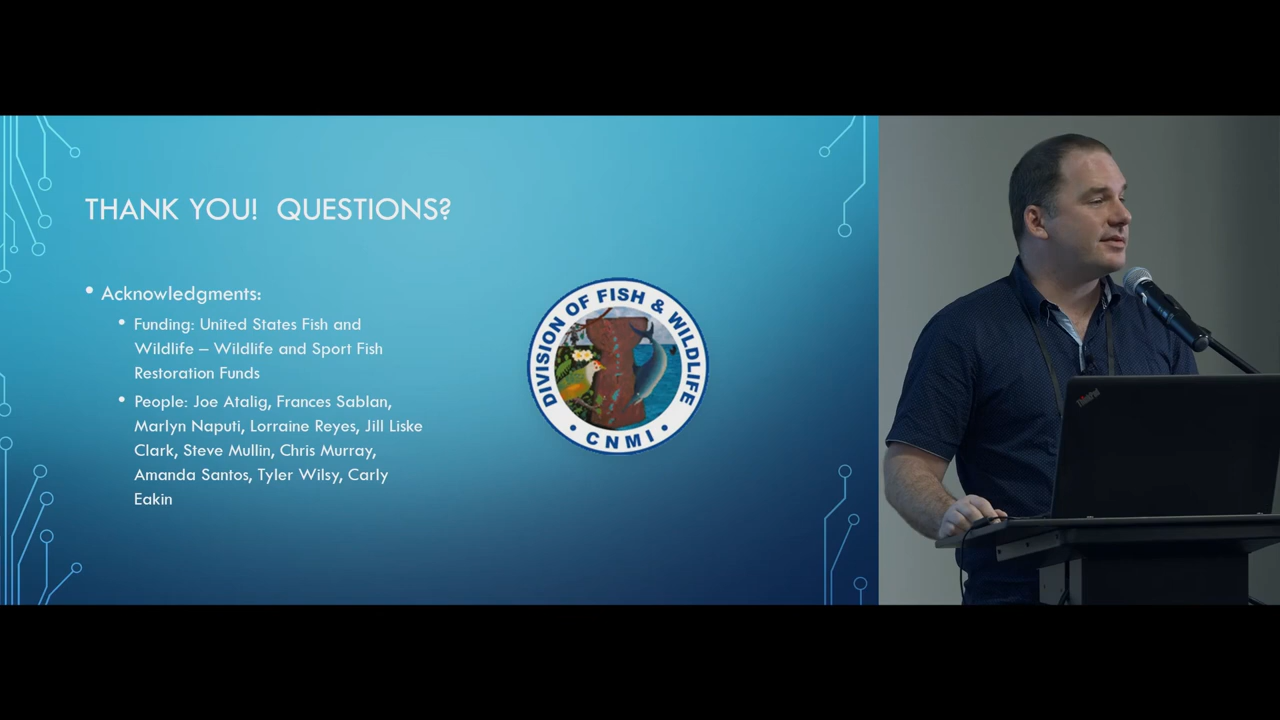 THANK YOU!  QUESTIONS?
• Acknowledgments:
• Funding: United States Fish and
Wildlife – Wildlife and Sport Fish
Restoration Funds
• People: Joe Atalig, Frances Sablan,
Marlyn Naputi, Lorraine Reyes, Jill Liske
Clark, Steve Mullin, Chris Murray,
Amanda Santos, Tyler Wilsy, Carly
Eakin
DIVISION OF FISH & WILDLIFE
• CNMI •
ThinkPad